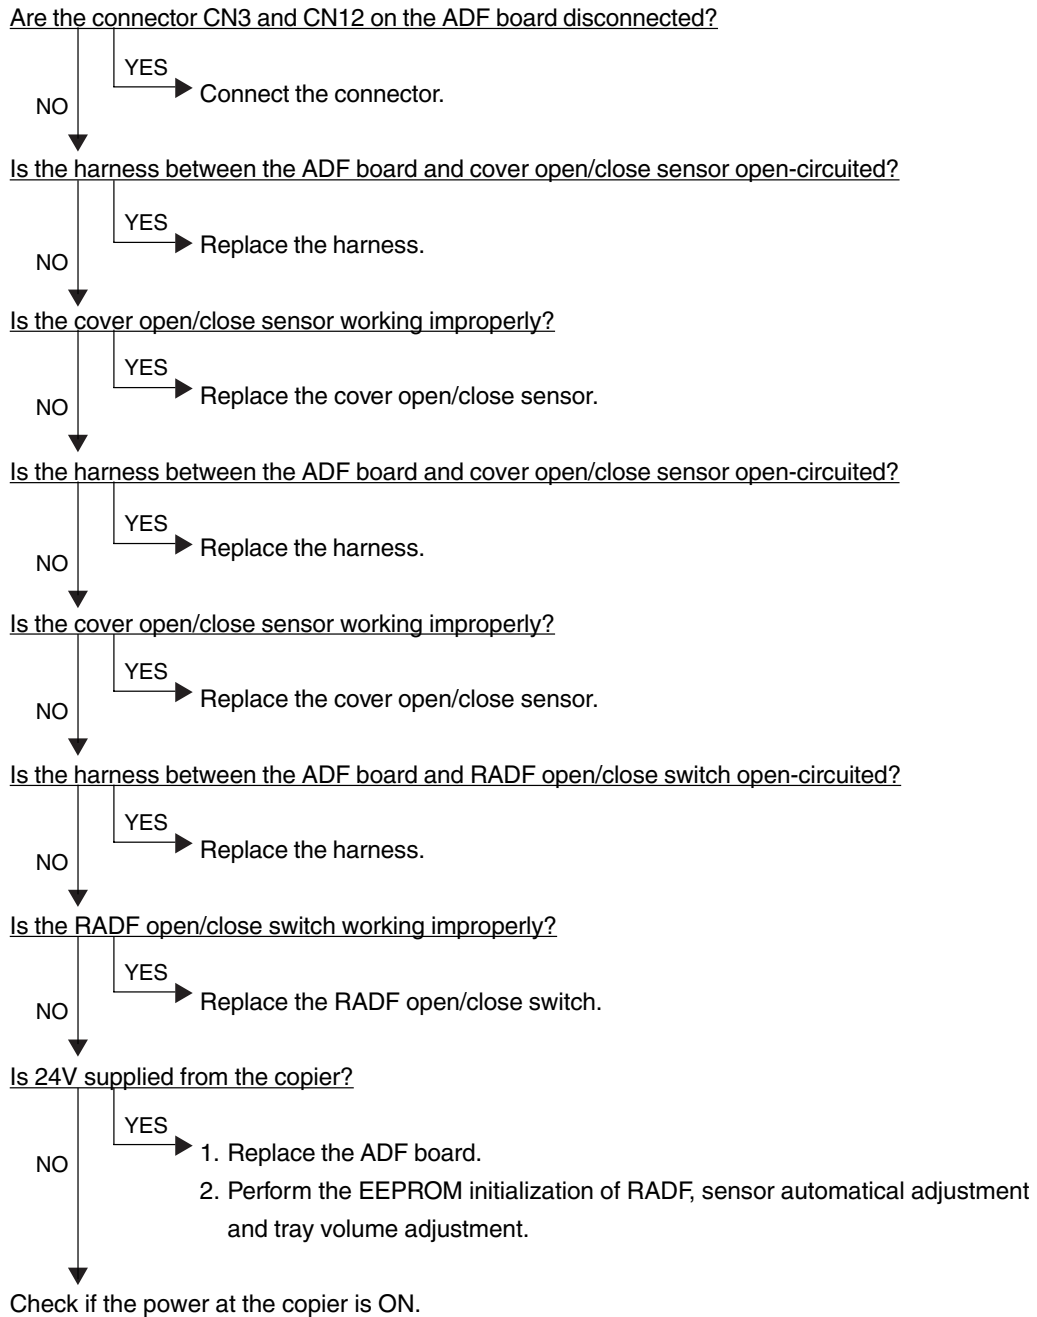 Are the connector CN3 and CN12 on the ADF board disconnected?
YES
Connect the connector.
NO
Is the harness between the ADF board and cover open/close sensor open-circuited?
YES
Replace the harness.
NO
Is the cover open/close sensor working improperly?
YES
Replace the cover open/close sensor.
NO
Is the harness between the ADF board and cover open/close sensor open-circuited?
YES
Replace the harness.
NO
Is the cover open/close sensor working improperly?
YES
Replace the cover open/close sensor.
NO
Is the harness between the ADF board and RADF open/close switch open-circuited?
YES
Replace the harness.
NO
Is the RADF open/close switch working improperly?
YES
Replace the RADF open/close switch.
NO
Is 24V supplied from the copier?
YES
1. Replace the ADF board.
NO
2. Perform the EEPROM initialization of RADF, sensor automatical adjustment
and tray volume adjustment.
Check if the power at the copier is ON.